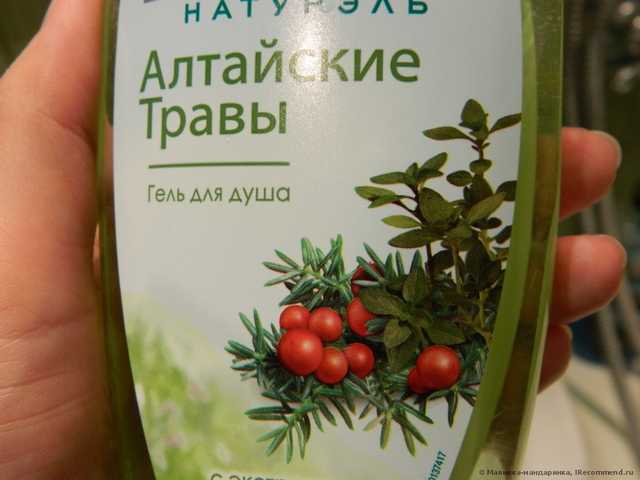 НАТУРЭЛЬ
Алтайские
Травы
Гель для душа
© Малинка-мандаринка, IRecommend.ru